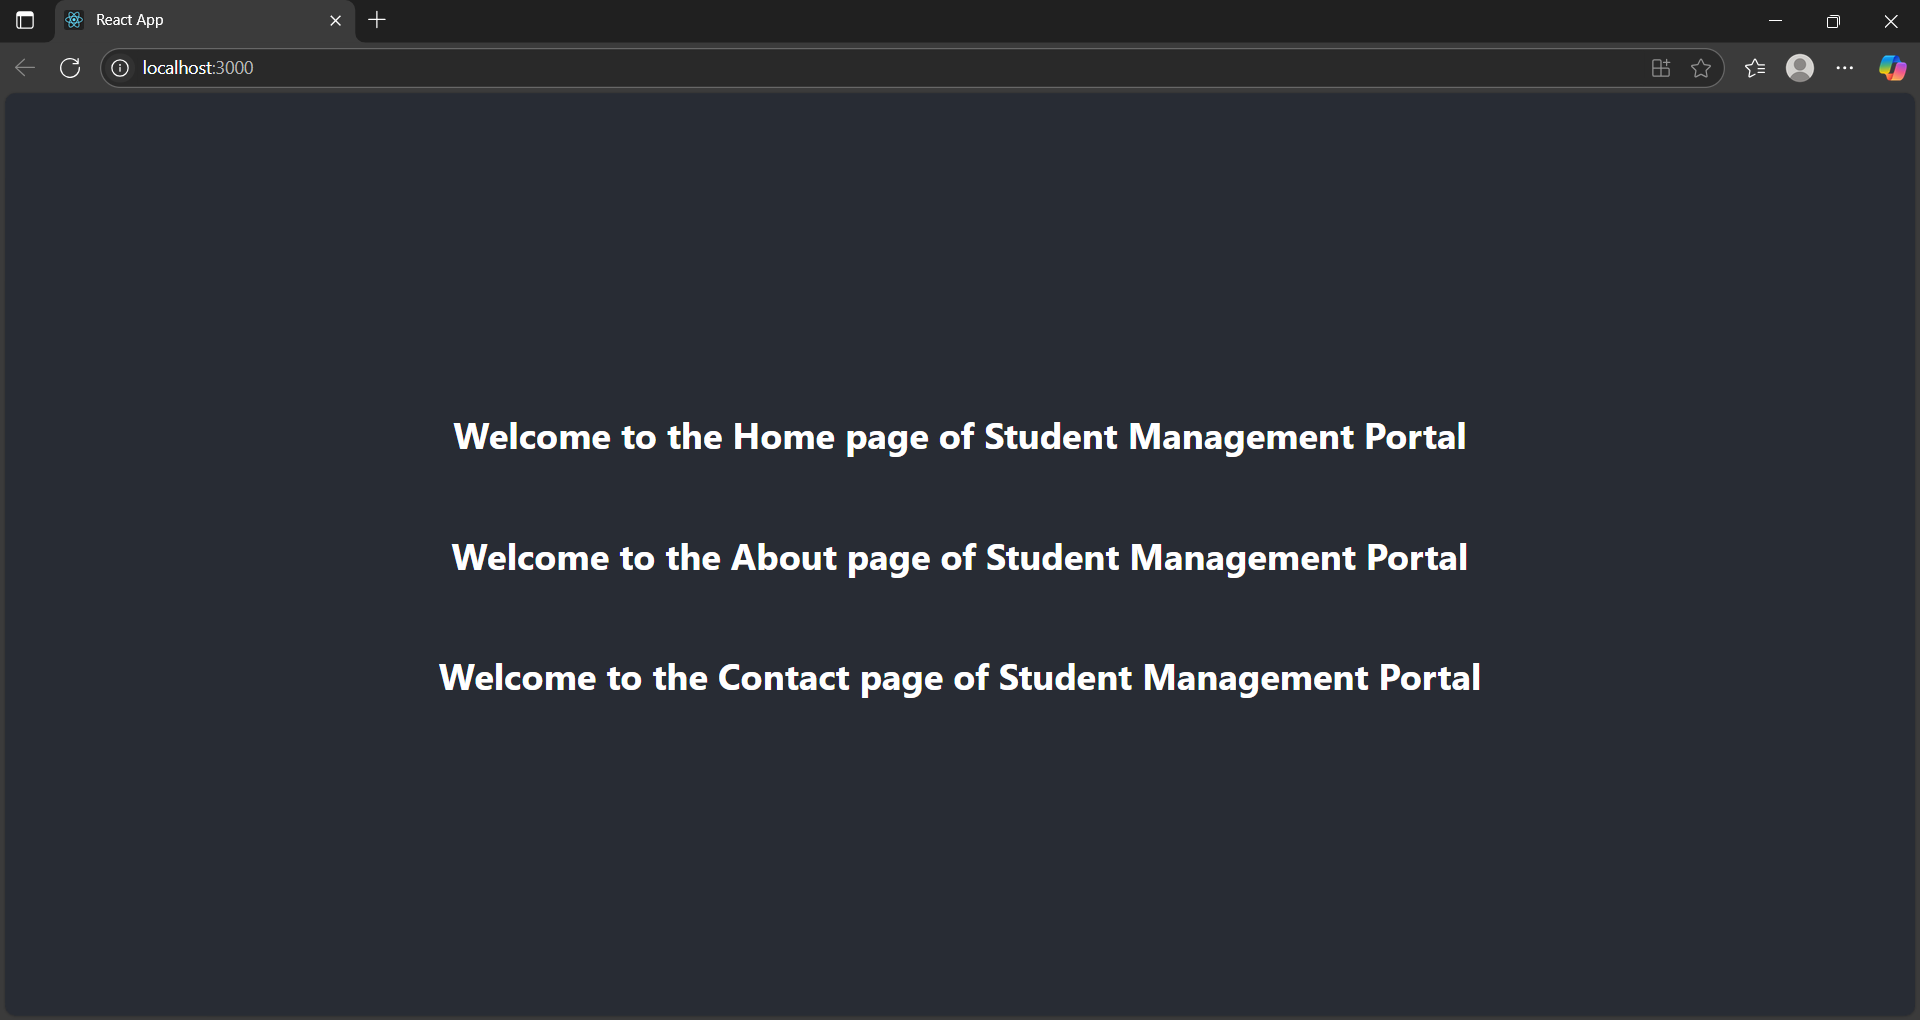 React App
localhost:3000
Welcome to the Home page of Student Management Portal
Welcome to the About page of Student Management Portal
Welcome to the Contact page of Student Management Portal